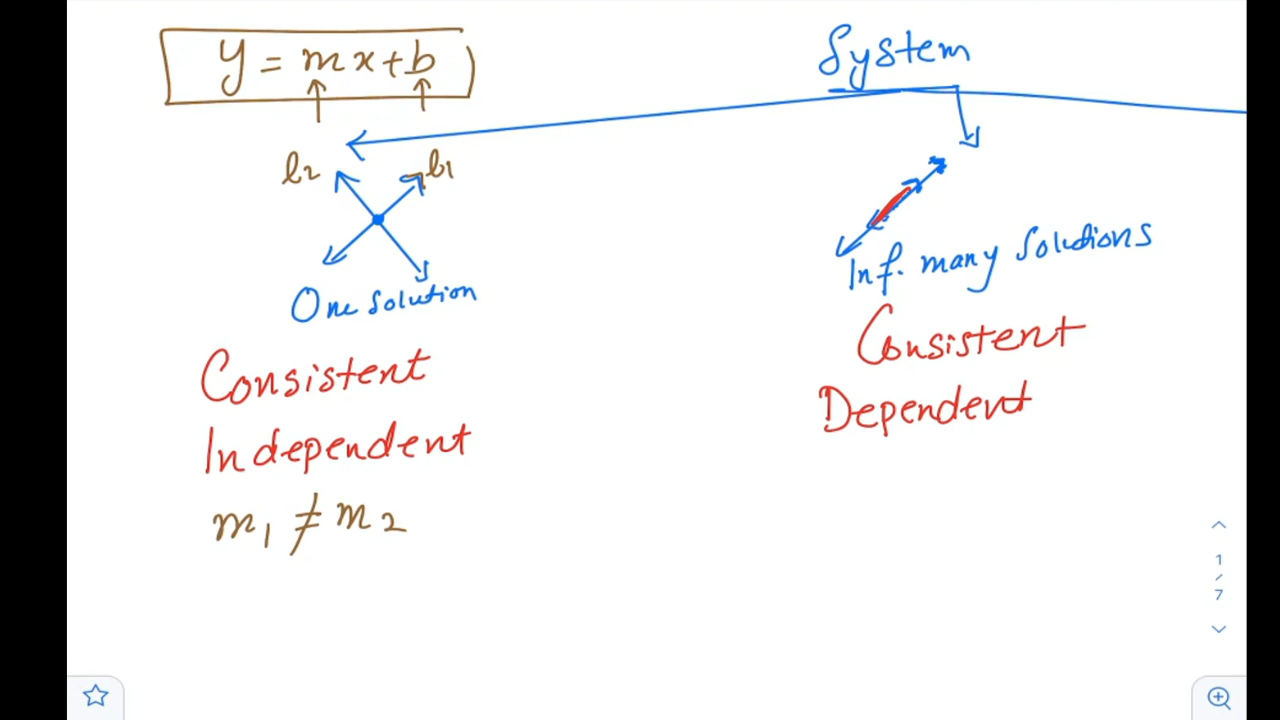 y = mx+b
System
l2 l1
One solution
Inf. many solutions
Consistent
Independent
m1 ≠ m2
Consistent
Dependent
1
/
7